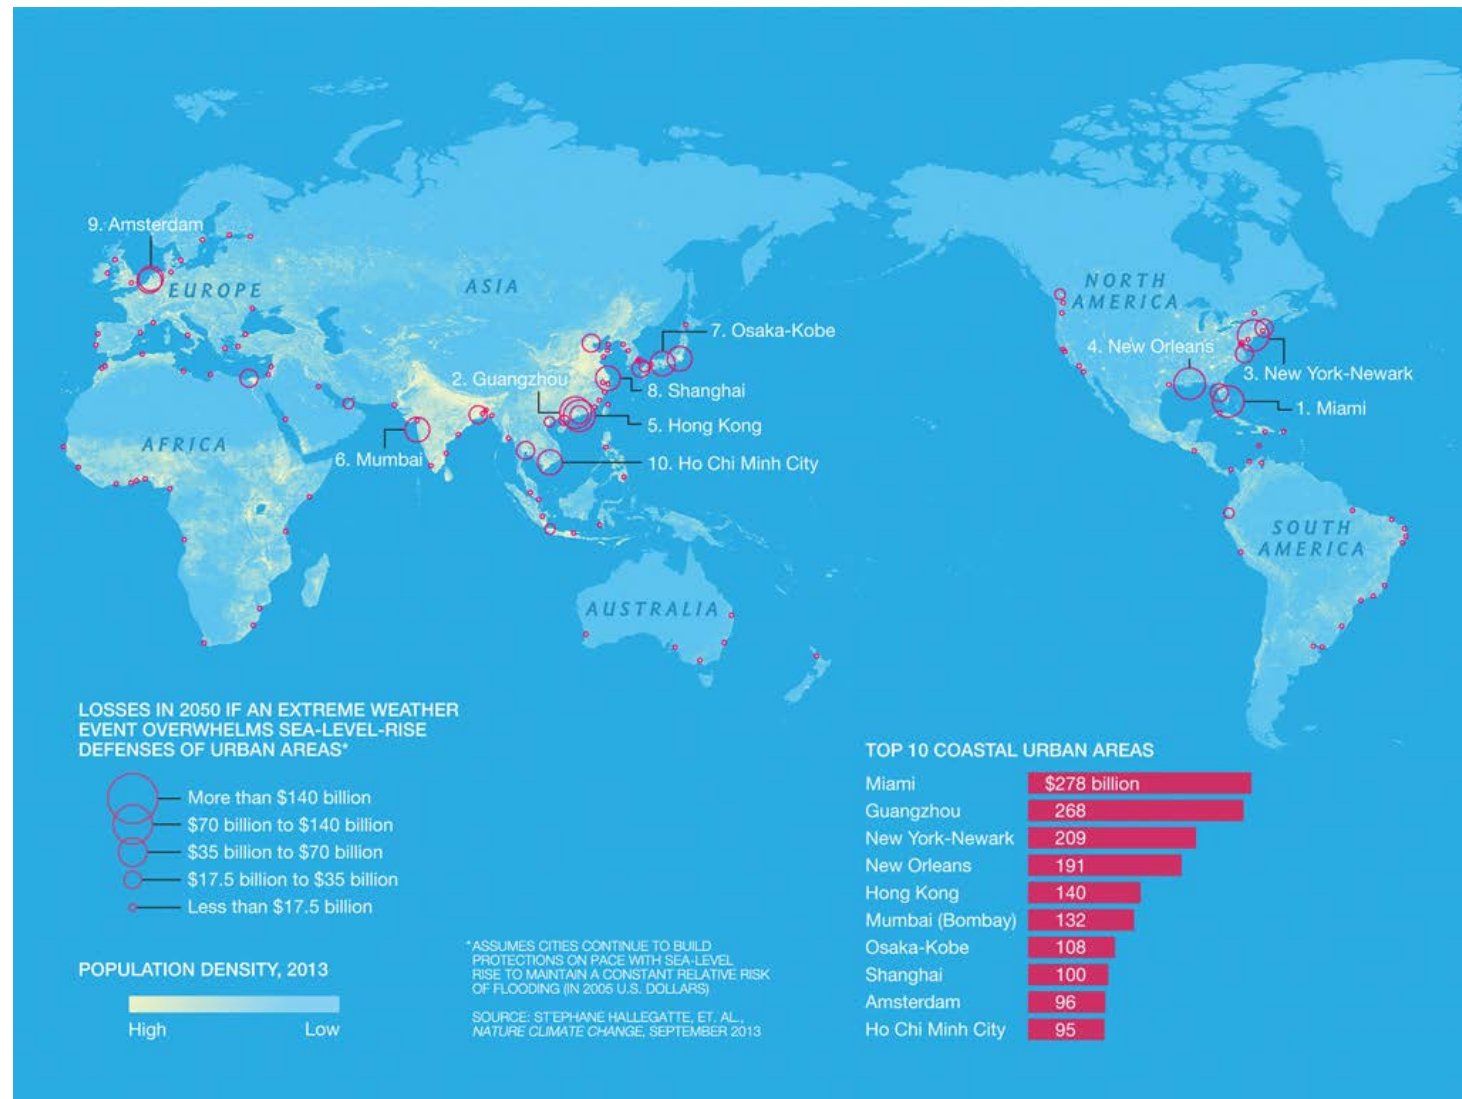 9. Amsterdam
EUROPE
ASIA
NORTH
AMERICA
7. Osaka-Kobe
4. New Orleans
2. Guangzhou
8. Shanghai
3. New York-Newark
1. Miami
5. Hong Kong
AFRICA
6. Mumbai
10. Ho Chi Minh City
SOUTH
AMERICA
AUSTRALIA
LOSSES IN 2050 IF AN EXTREME WEATHER
EVENT OVERWHELMS SEA-LEVEL-RISE
DEFENSES OF URBAN AREAS*
More than $140 billion
$70 billion to $140 billion
$35 billion to $70 billion
$17.5 billion to $35 billion
Less than $17.5 billion
POPULATION DENSITY, 2013
High Low
*ASSUMES CITIES CONTINUE TO BUILD
PROTECTIONS ON PACE WITH SEA-LEVEL
RISE TO MAINTAIN A CONSTANT RELATIVE RISK
OF FLOODING (IN 2005 U.S. DOLLARS)
SOURCE: ST'EPHANE HALLEGATTE, ET. AL.,
NATURE CLIMATE CHANGE, SEPTEMBER 2013
TOP 10 COASTAL URBAN AREAS
Miami $278 billion
Guangzhou 268
New York-Newark 209
New Orleans 191
Hong Kong 140
Mumbai (Bombay) 132
Osaka-Kobe 108
Shanghai 100
Amsterdam 96
Ho Chi Minh City 95